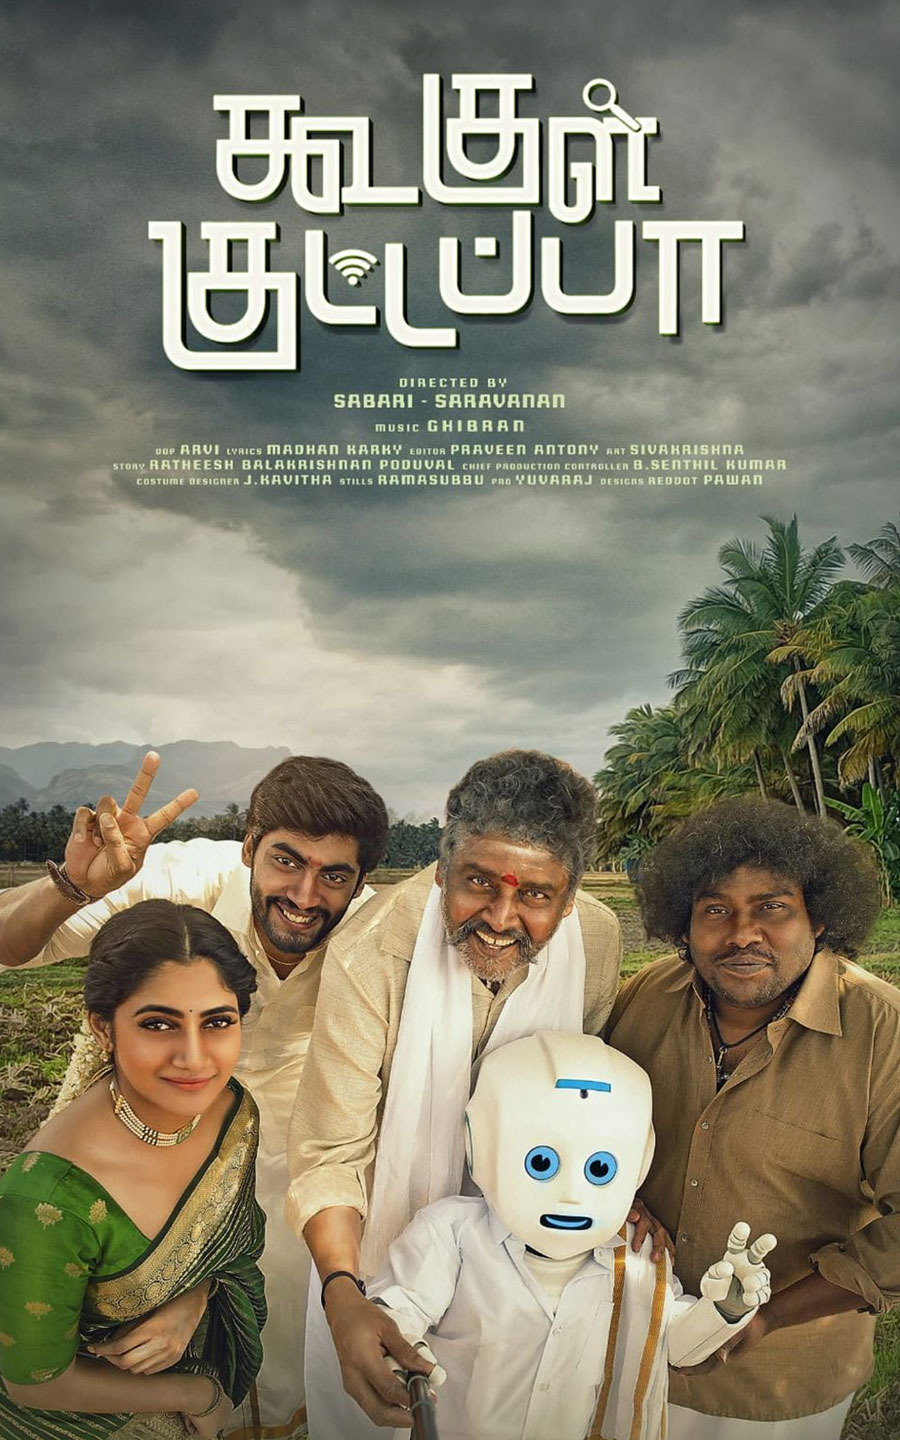 கூகுள்
குட்டப்பா
DIRECTED BY
SABARI - SARAVANAN
MUSIC GHIBRAN
DOP ARVI LYRICS MADHAN KARKY EDITOR PRAVEEN ANTONY ART SIVAKRISHNA
STORY RATHEESH BALAKRISHNAN PODUVAL CHIEF PRODUCTION CONTROLLER B.SENTHIL KUMAR
COSTUME DESIGNER J.KAVITHA STILLS RAMASUBBU PRO YUVARAJ DESIGNS REDDOT PAWAN